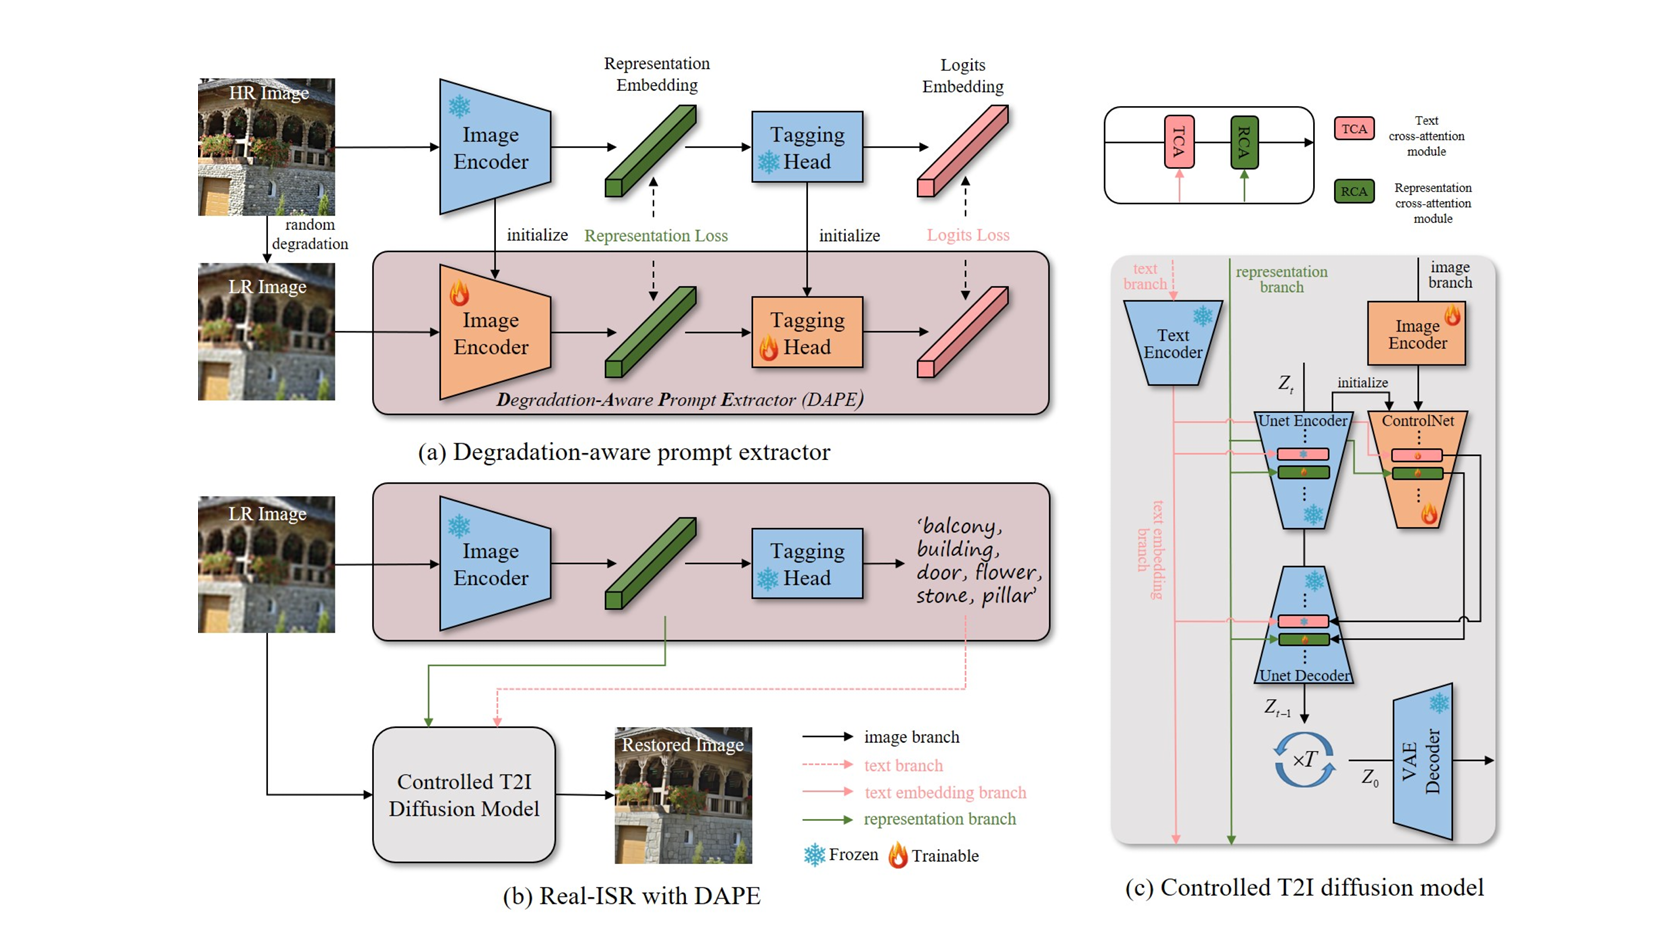 HR Image
Image
Encoder
Representation
Embedding
Tagging
Head
Logits
Embedding
random
degradation
initialize
Representation Loss
initialize
Logits Loss
LR Image
Image
Encoder
Tagging
Head
Degradation-Aware Prompt Extractor (DAPE)
(a) Degradation-aware prompt extractor
LR Image
Image
Encoder
Tagging
Head
‘balcony,
building,
door, flower,
stone, pillar’
Controlled T2I
Diffusion Model
Restored Image
image branch
text branch
text embedding branch
representation branch
Frozen
Trainable
(b) Real-ISR with DAPE
TCA
RCA
TCA
Text
cross-attention
module
RCA
Representation
cross-attention
module
text
branch
representation
branch
image
branch
Text
Encoder
Image
Encoder
Zt
initialize
Unet Encoder
ControlNet
text embedding
branch
Unet Decoder
Zt−1
×T
Z0
VAE
Decoder
(c) Controlled T2I diffusion model